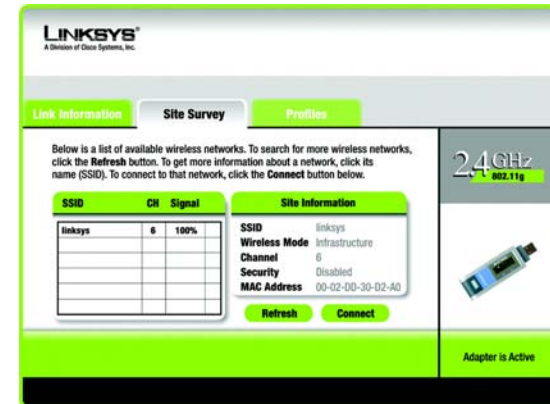 LINKSYS®
A Division of Cisco Systems, Inc.
Link Information Site Survey Profiles
Below is a list of available wireless networks. To search for more wireless networks,
click the Refresh button. To get more information about a network, click its
name (SSID). To connect to that network, click the Connect button below.
2.4GHz
802.11g
SSID CH Signal
linksys 6 100%
Site Information
SSID linksys
Wireless Mode Infrastructure
Channel 6
Security Disabled
MAC Address 00-02-DD-30-D2-A0
Refresh Connect
Adapter is Active